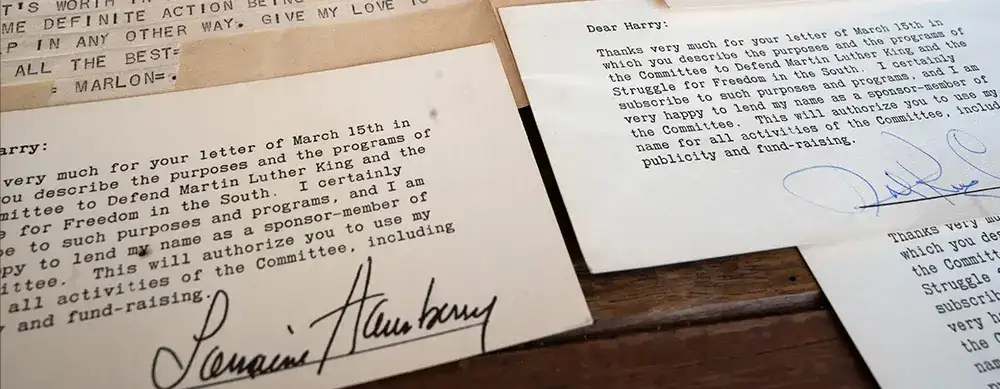 T'S WORTH IN
ME DEFINITE ACTION BEING
P IN ANY OTHER WAY. GIVE MY LOVE TO
ALL THE BEST=
= MARLON=.
arry:
very much for your letter of March 15th in
ou describe the purposes and the programs of
mmittee to Defend Martin Luther King and the
e for Freedom in the South. I certainly
be to such purposes and programs, and I am
ppy to lend my name as a sponsor-member of
ittee. This will authorize you to use my
all activities of the Committee, including
and fund-raising.
Lorraine Hansberry
Dear Harry:
Thanks very much for your letter of March 15th in
which you describe the purposes and the programs of
the Committee to Defend Martin Luther King and the
Struggle for Freedom in the South. I certainly
subscribe to such purposes and programs, and I am
very happy to lend my name as a sponsor-member of
the Committee. This will authorize you to use my
name for all activities of the Committee, includ
publicity and fund-raising.
Thanks very mu
which you des
the Committ
Struggle f
subscrib
very h
the C
nam